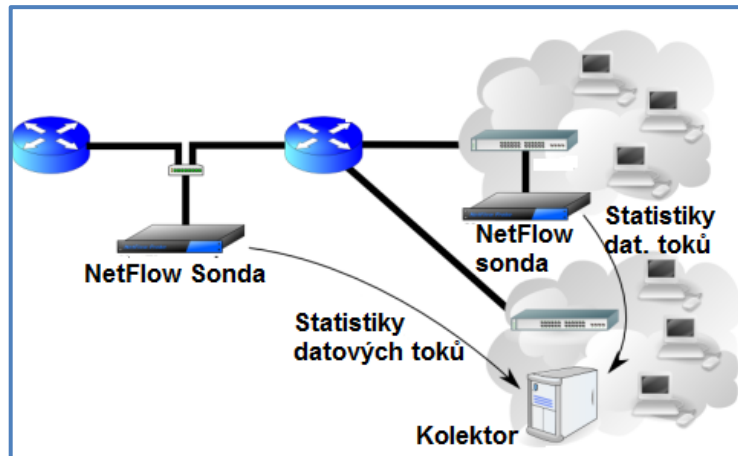 Statistiky
dat. toků
NetFlow
sonda
NetFlow Sonda
Statistiky
datových toků
Kolektor